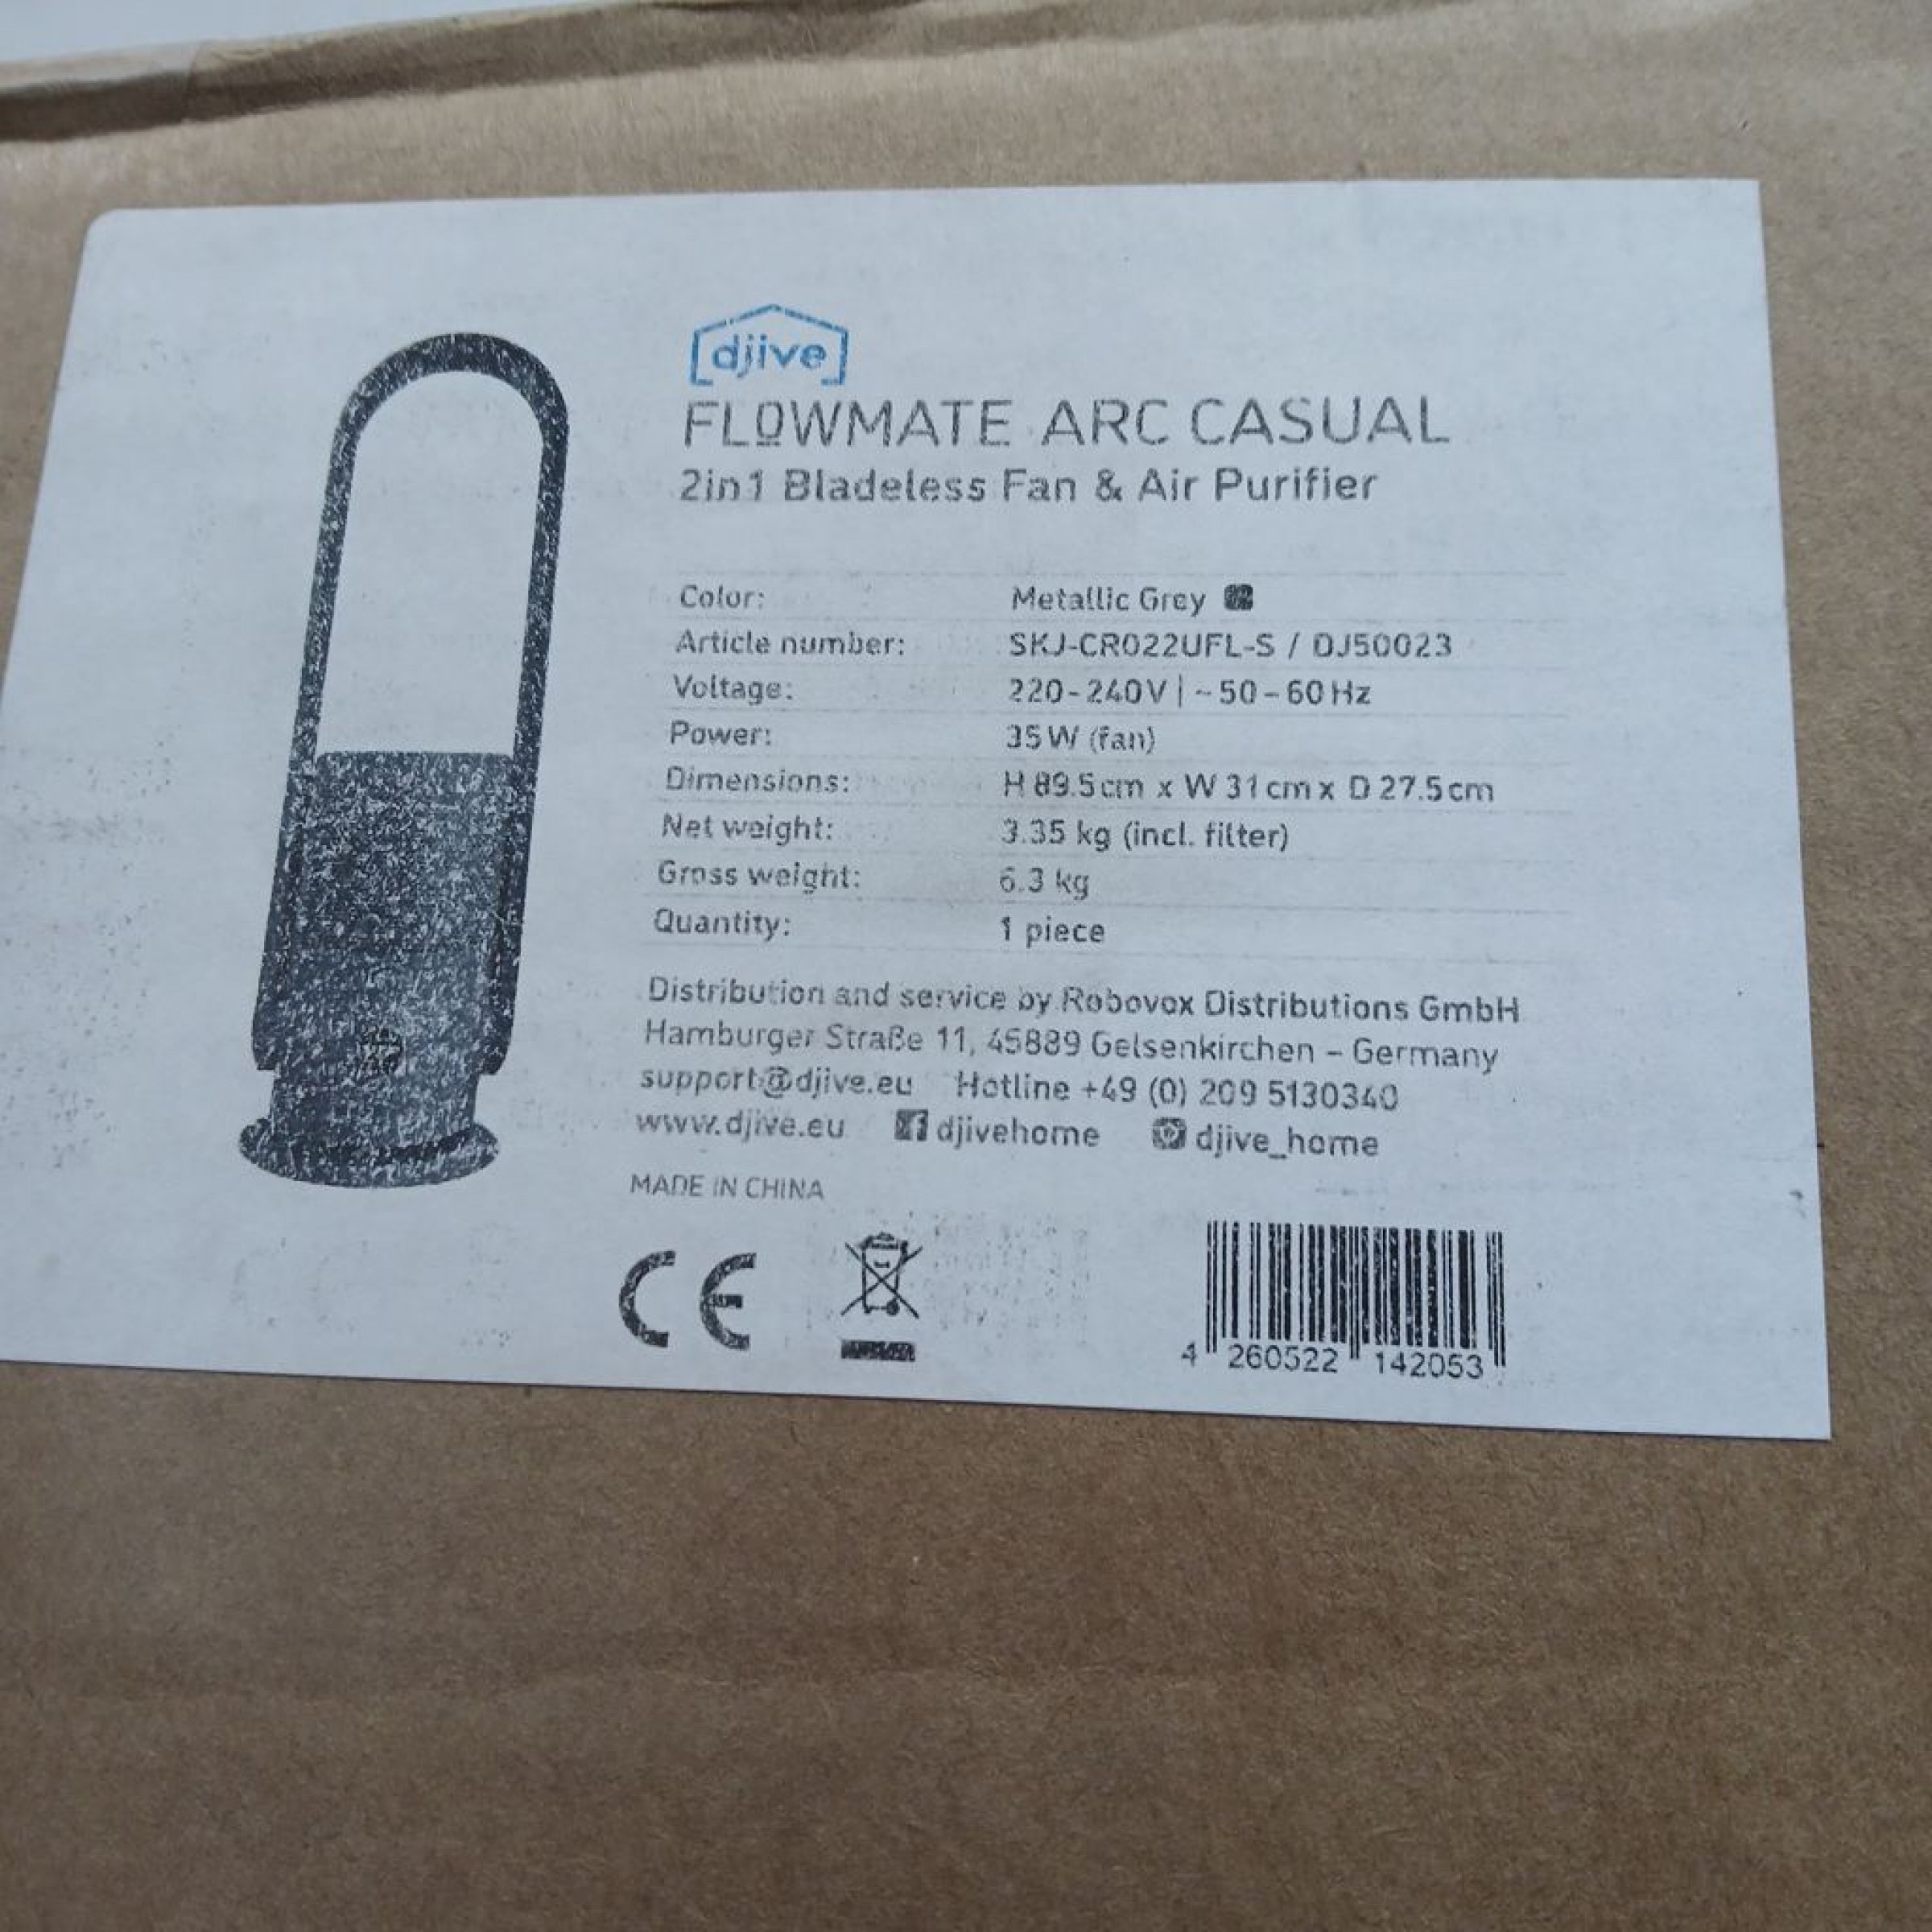 djive
FLOWMATE ARC CASUAL
2in1 Bladeless Fan & Air Purifier
Color: Metallic Grey
Article number: SKJ-CR022UFL-S / DJ50023
Voltage: 220-240V | ~50-60Hz
Power: 35W (fan)
Dimensions: H 89.5cm x W 31cm x D 27.5cm
Net weight: 3.35 kg (incl. filter)
Gross weight: 6.3 kg
Quantity: 1 piece
Distribution and service by Robovox Distributions GmbH
Hamburger Straße 11, 45889 Gelsenkirchen – Germany
support@djive.eu Hotline +49 (0) 209 5130340
www.djive.eu djivehome djive_home
MADE IN CHINA
CE
4 260522 142053